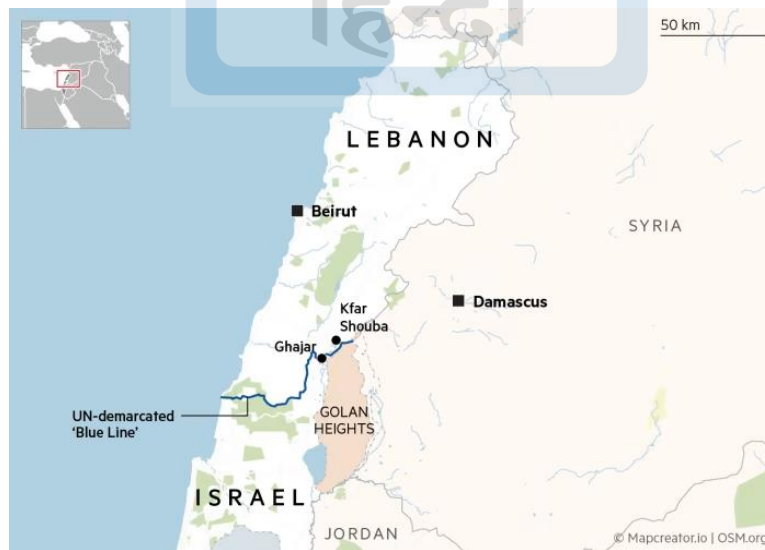 हिन्दी
50 km
LEBANON
Beirut
SYRIA
Damascus
Kfar
Shouba
Ghajar
UN-demarcated
‘Blue Line’
GOLAN
HEIGHTS
ISRAEL
JORDAN
© Mapcreator.io | OSM.org